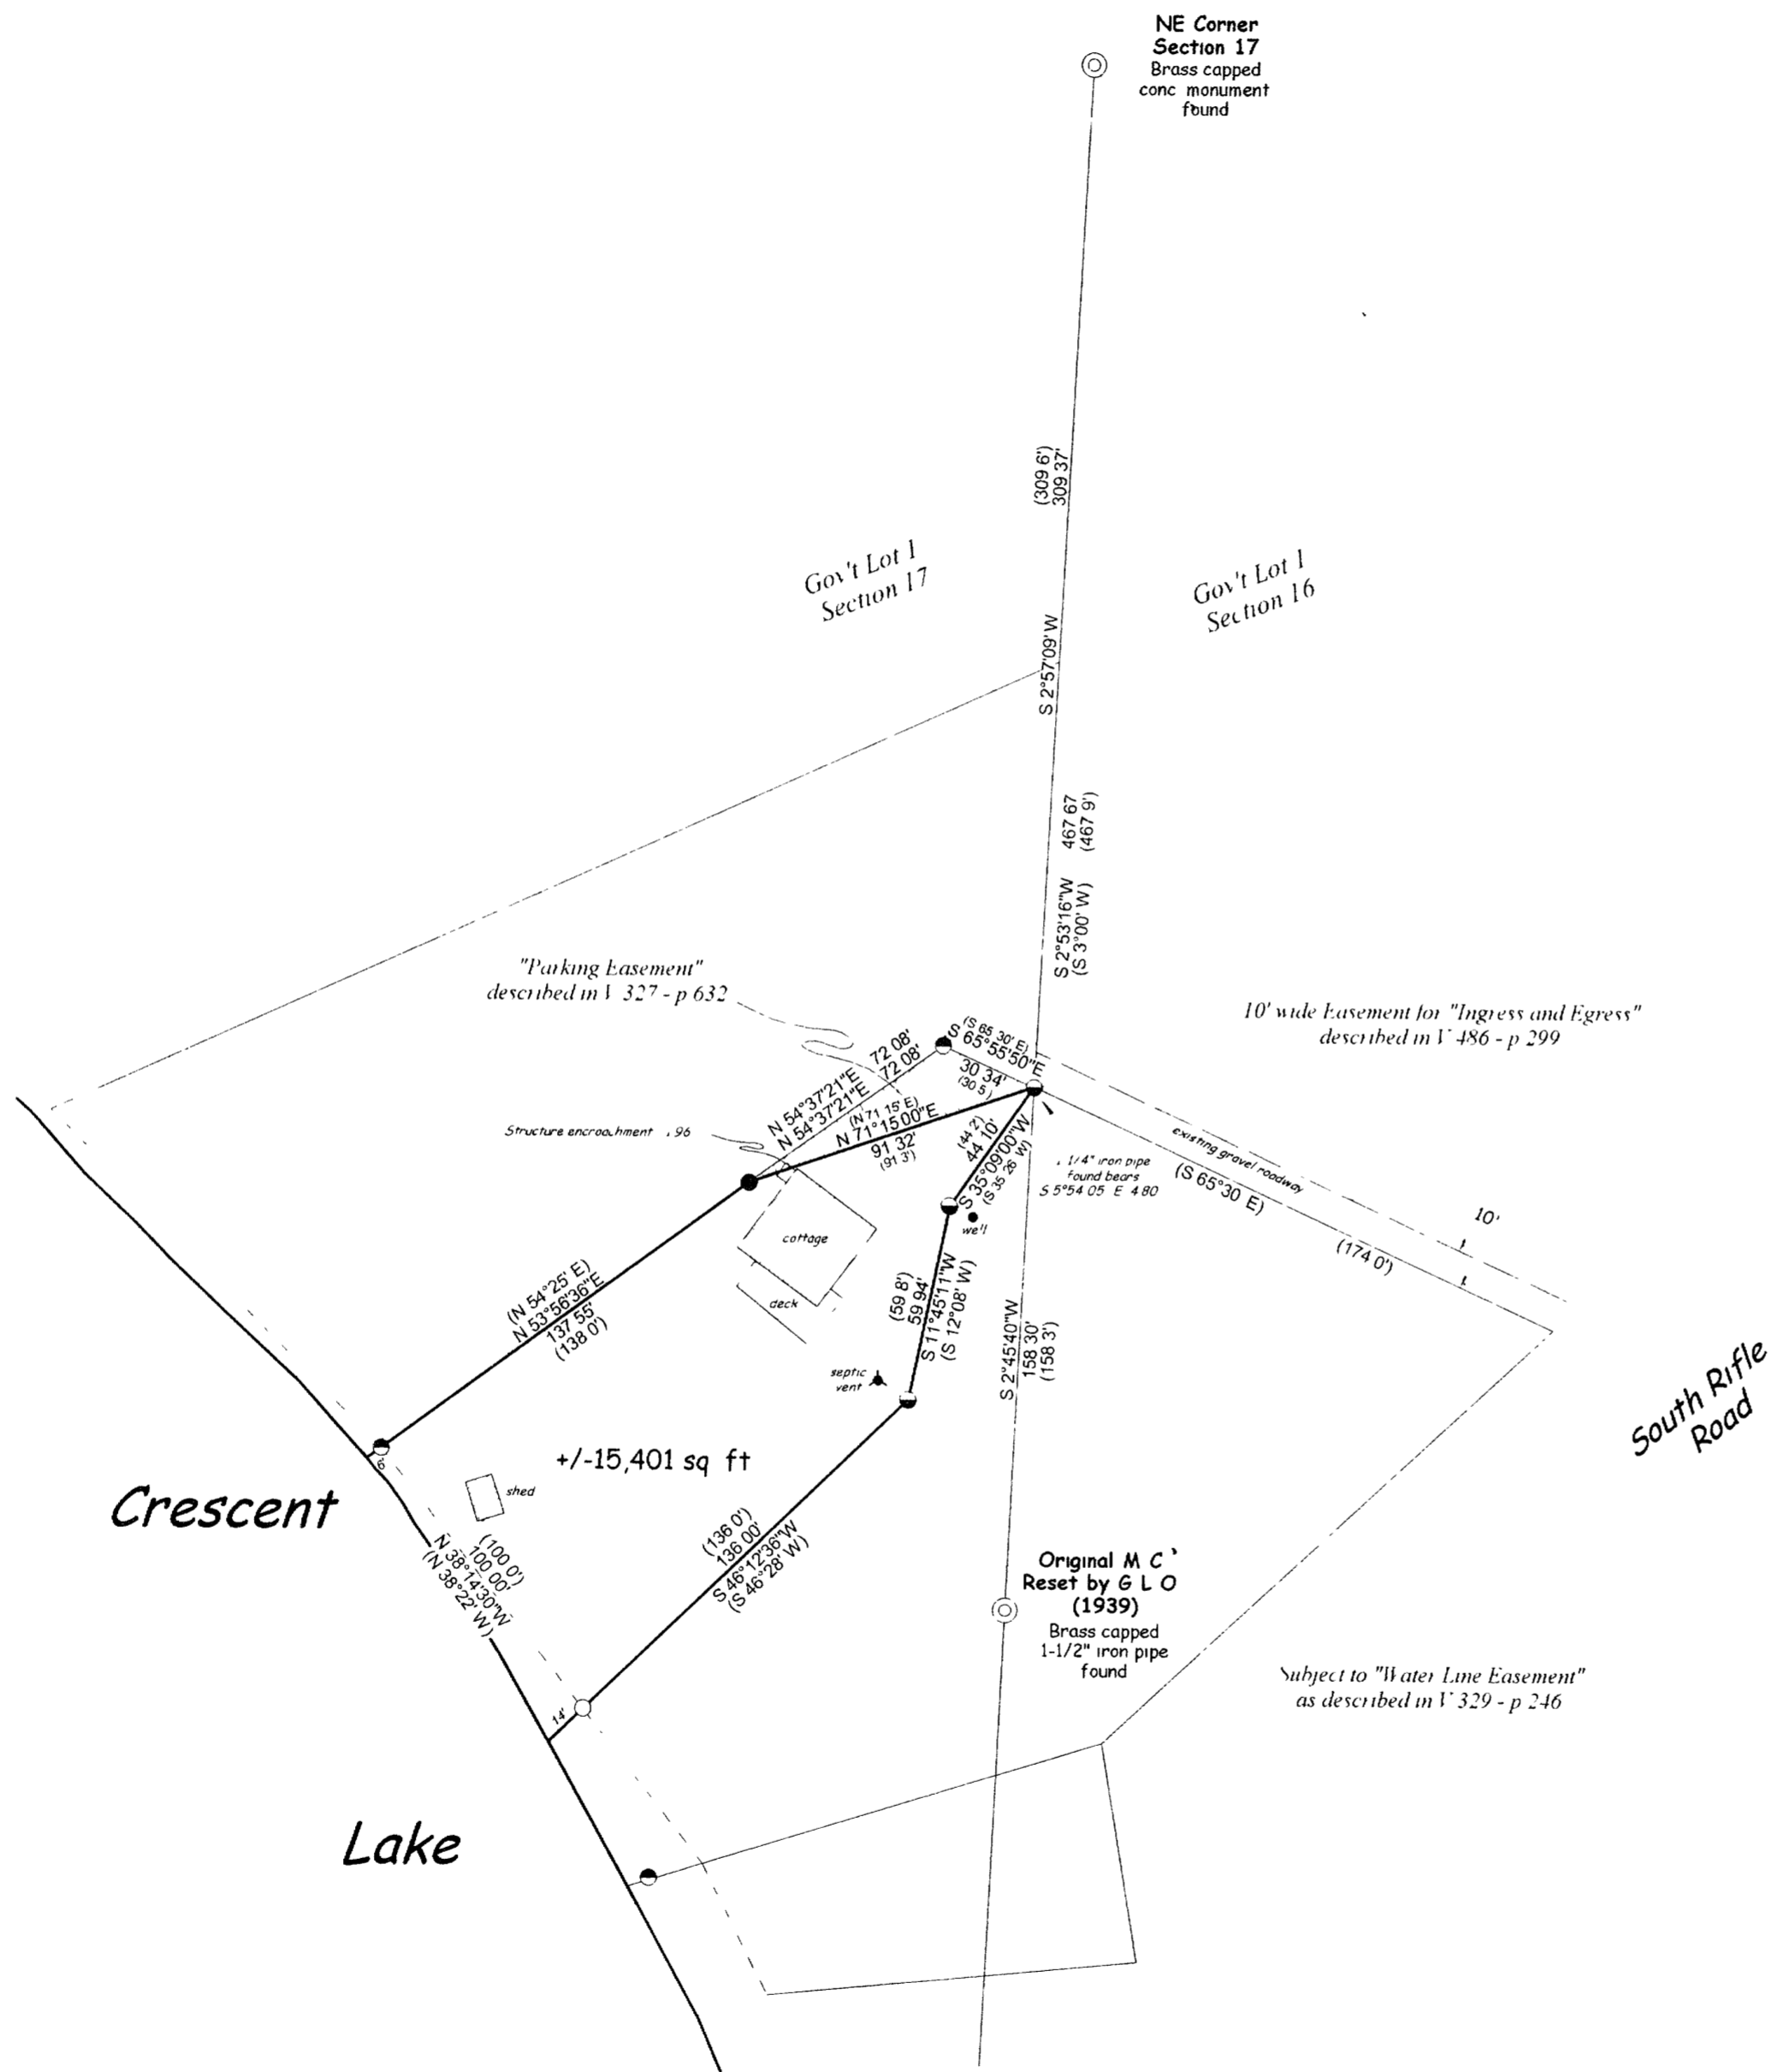 NE Corner
Section 17
Brass capped
conc monument
found
(309 6')
309 37'
Gov't Lot 1
Section 17
Gov't Lot 1
Section 16
S 2°57'09' W
467 67
(467 9')
S 2°53'16"W
(S 3°00' W)
"Parking Easement"
described in V 327 - p 632
10' wide Easement for "Ingress and Egress"
described in V 486 - p 299
(S 65 30' E)
S 65°55'50"E
30 34'
(30 5)
N 54°37'21"E 72 08'
N 54°37'21"E 72 08'
(N 71 15' E)
N 71°15 00"E
91 32'
(91 3')
Structure encroachment 96
(44 2')
44 10'
S 35°09'00"W
(S 35 26 W)
1/4" iron pipe
found bears
S 5°54 05 E 4 80
existing gravel roadway
(S 65°30 E)
(174 0')
10'
well
cottage
deck
(N 54°25' E)
N 53°56'36"E
137 55'
(138 0')
(59 8')
59 94'
S 11°45'11"W
(S 12°08' W)
S 2°45'40"W
158 30'
(158 3')
septic
vent
South Rifle
Road
6'
+/-15,401 sq ft
shed
Crescent
(100 0')
100 00'
N 38°14'30"W
(N 38°22' W)
(136 0')
136 00'
S 46°12'36"W
(S 46°28' W)
Original M C
Reset by G L O
(1939)
Brass capped
1-1/2" iron pipe
found
Subject to "Water Line Easement"
as described in V 329 - p 246
14'
Lake